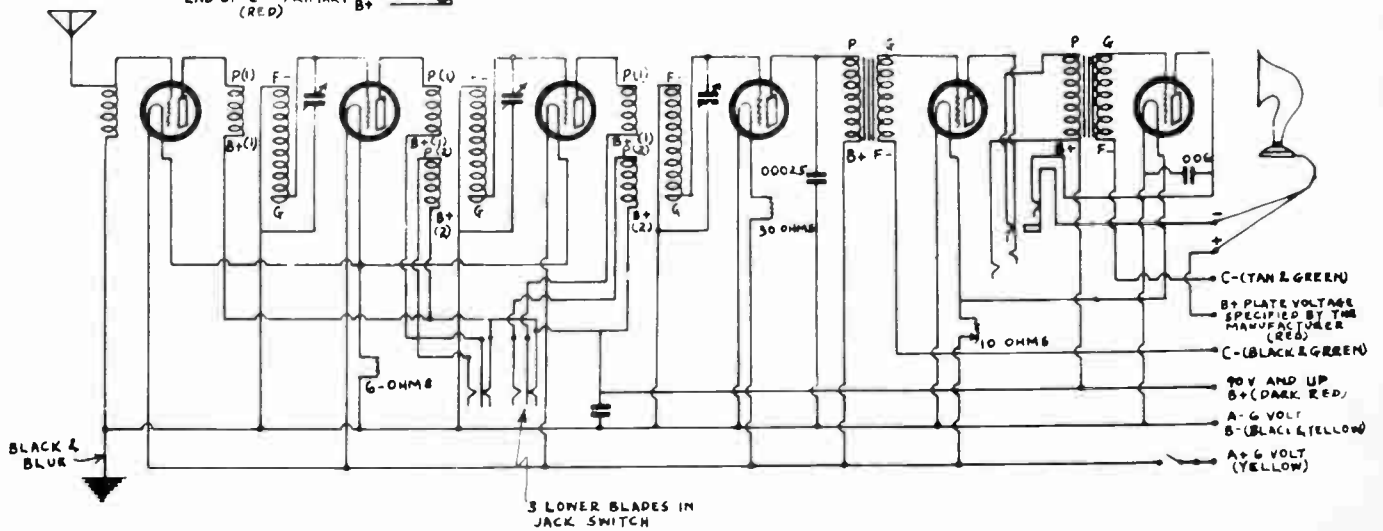 PRIMARY B+
(RED)
P(1)
F-
P(1)
P(1)
F-
P
G
P
G
B+(1)
G
B+(1)
P(2)
G
B+
(2)
B+(1)
P(2)
G
B+
(2)
00025
30 OHMS
B+ F-
B+
F-
006
-
+
C-(TAN & GREEN)
B+ PLATE VOLTAGE
SPECIFIED BY THE
MANUFACTURER
(RED)
6-OHMS
10 OHMS
C-(BLACK & GREEN)
90 V AND UP
B+(DARK RED)
A- 6 VOLT
B-(BLACK & YELLOW)
BLACK &
BLUE
A+ 6 VOLT
(YELLOW)
3 LOWER BLADES IN
JACK SWITCH